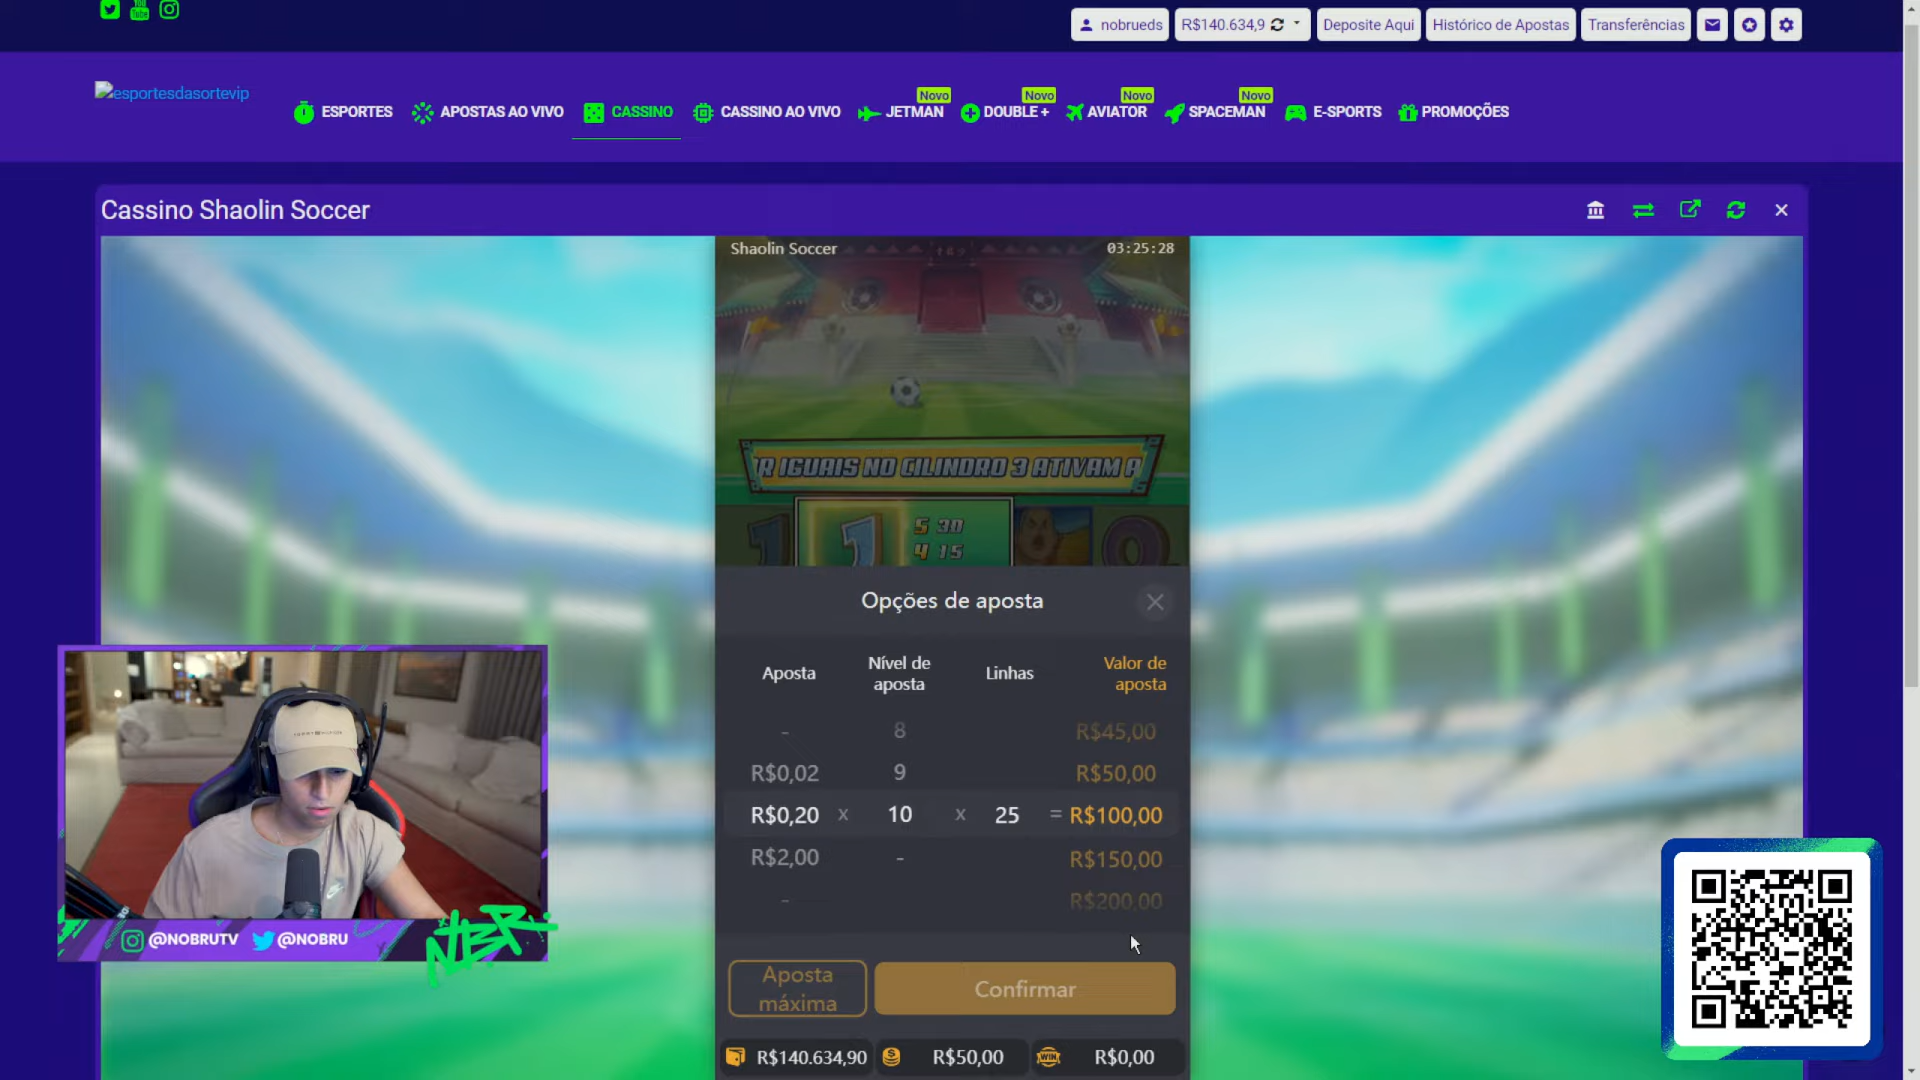 nobrueds
R$140.634,9
Deposite Aqui
Histórico de Apostas
Transferências
esportesdasortevip
ESPORTES
APOSTAS AO VIVO
CASSINO
CASSINO AO VIVO
JETMAN
Novo
DOUBLE +
Novo
AVIATOR
Novo
SPACEMAN
Novo
E-SPORTS
PROMOÇÕES
Cassino Shaolin Soccer
Shaolin Soccer
03:25:28
R IGUAIS NO CILINDRO 3 ATIVAM A
5 30
4 15
Opções de aposta
Aposta
Nível de
aposta
Linhas
Valor de
aposta
- 8 R$45,00
R$0,02 9 R$50,00
R$0,20 x 10 x 25 = R$100,00
R$2,00 - R$150,00
- R$200,00
Aposta
máxima
Confirmar
R$140.634,90
R$50,00
WIN
R$0,00
@NOBRUTV
@NOBRU
NBR